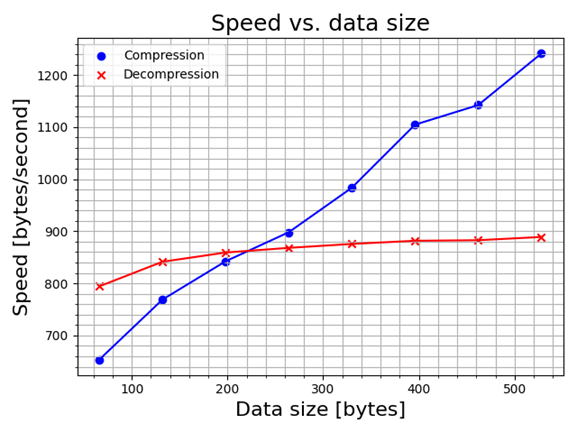 Speed vs. data size
Compression
Decompression
Speed [bytes/second]
1200
1100
1000
900
800
700
100 200 300 400 500
Data size [bytes]